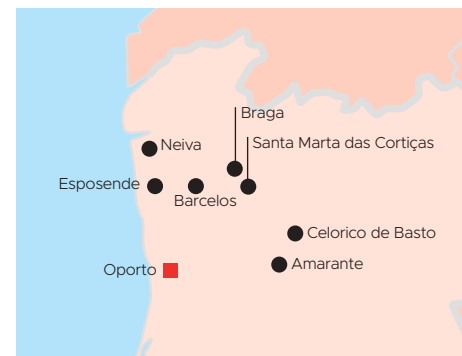 Braga
Santa Marta das Cortiças
Neiva
Esposende
Barcelos
Celorico de Basto
Amarante
Oporto